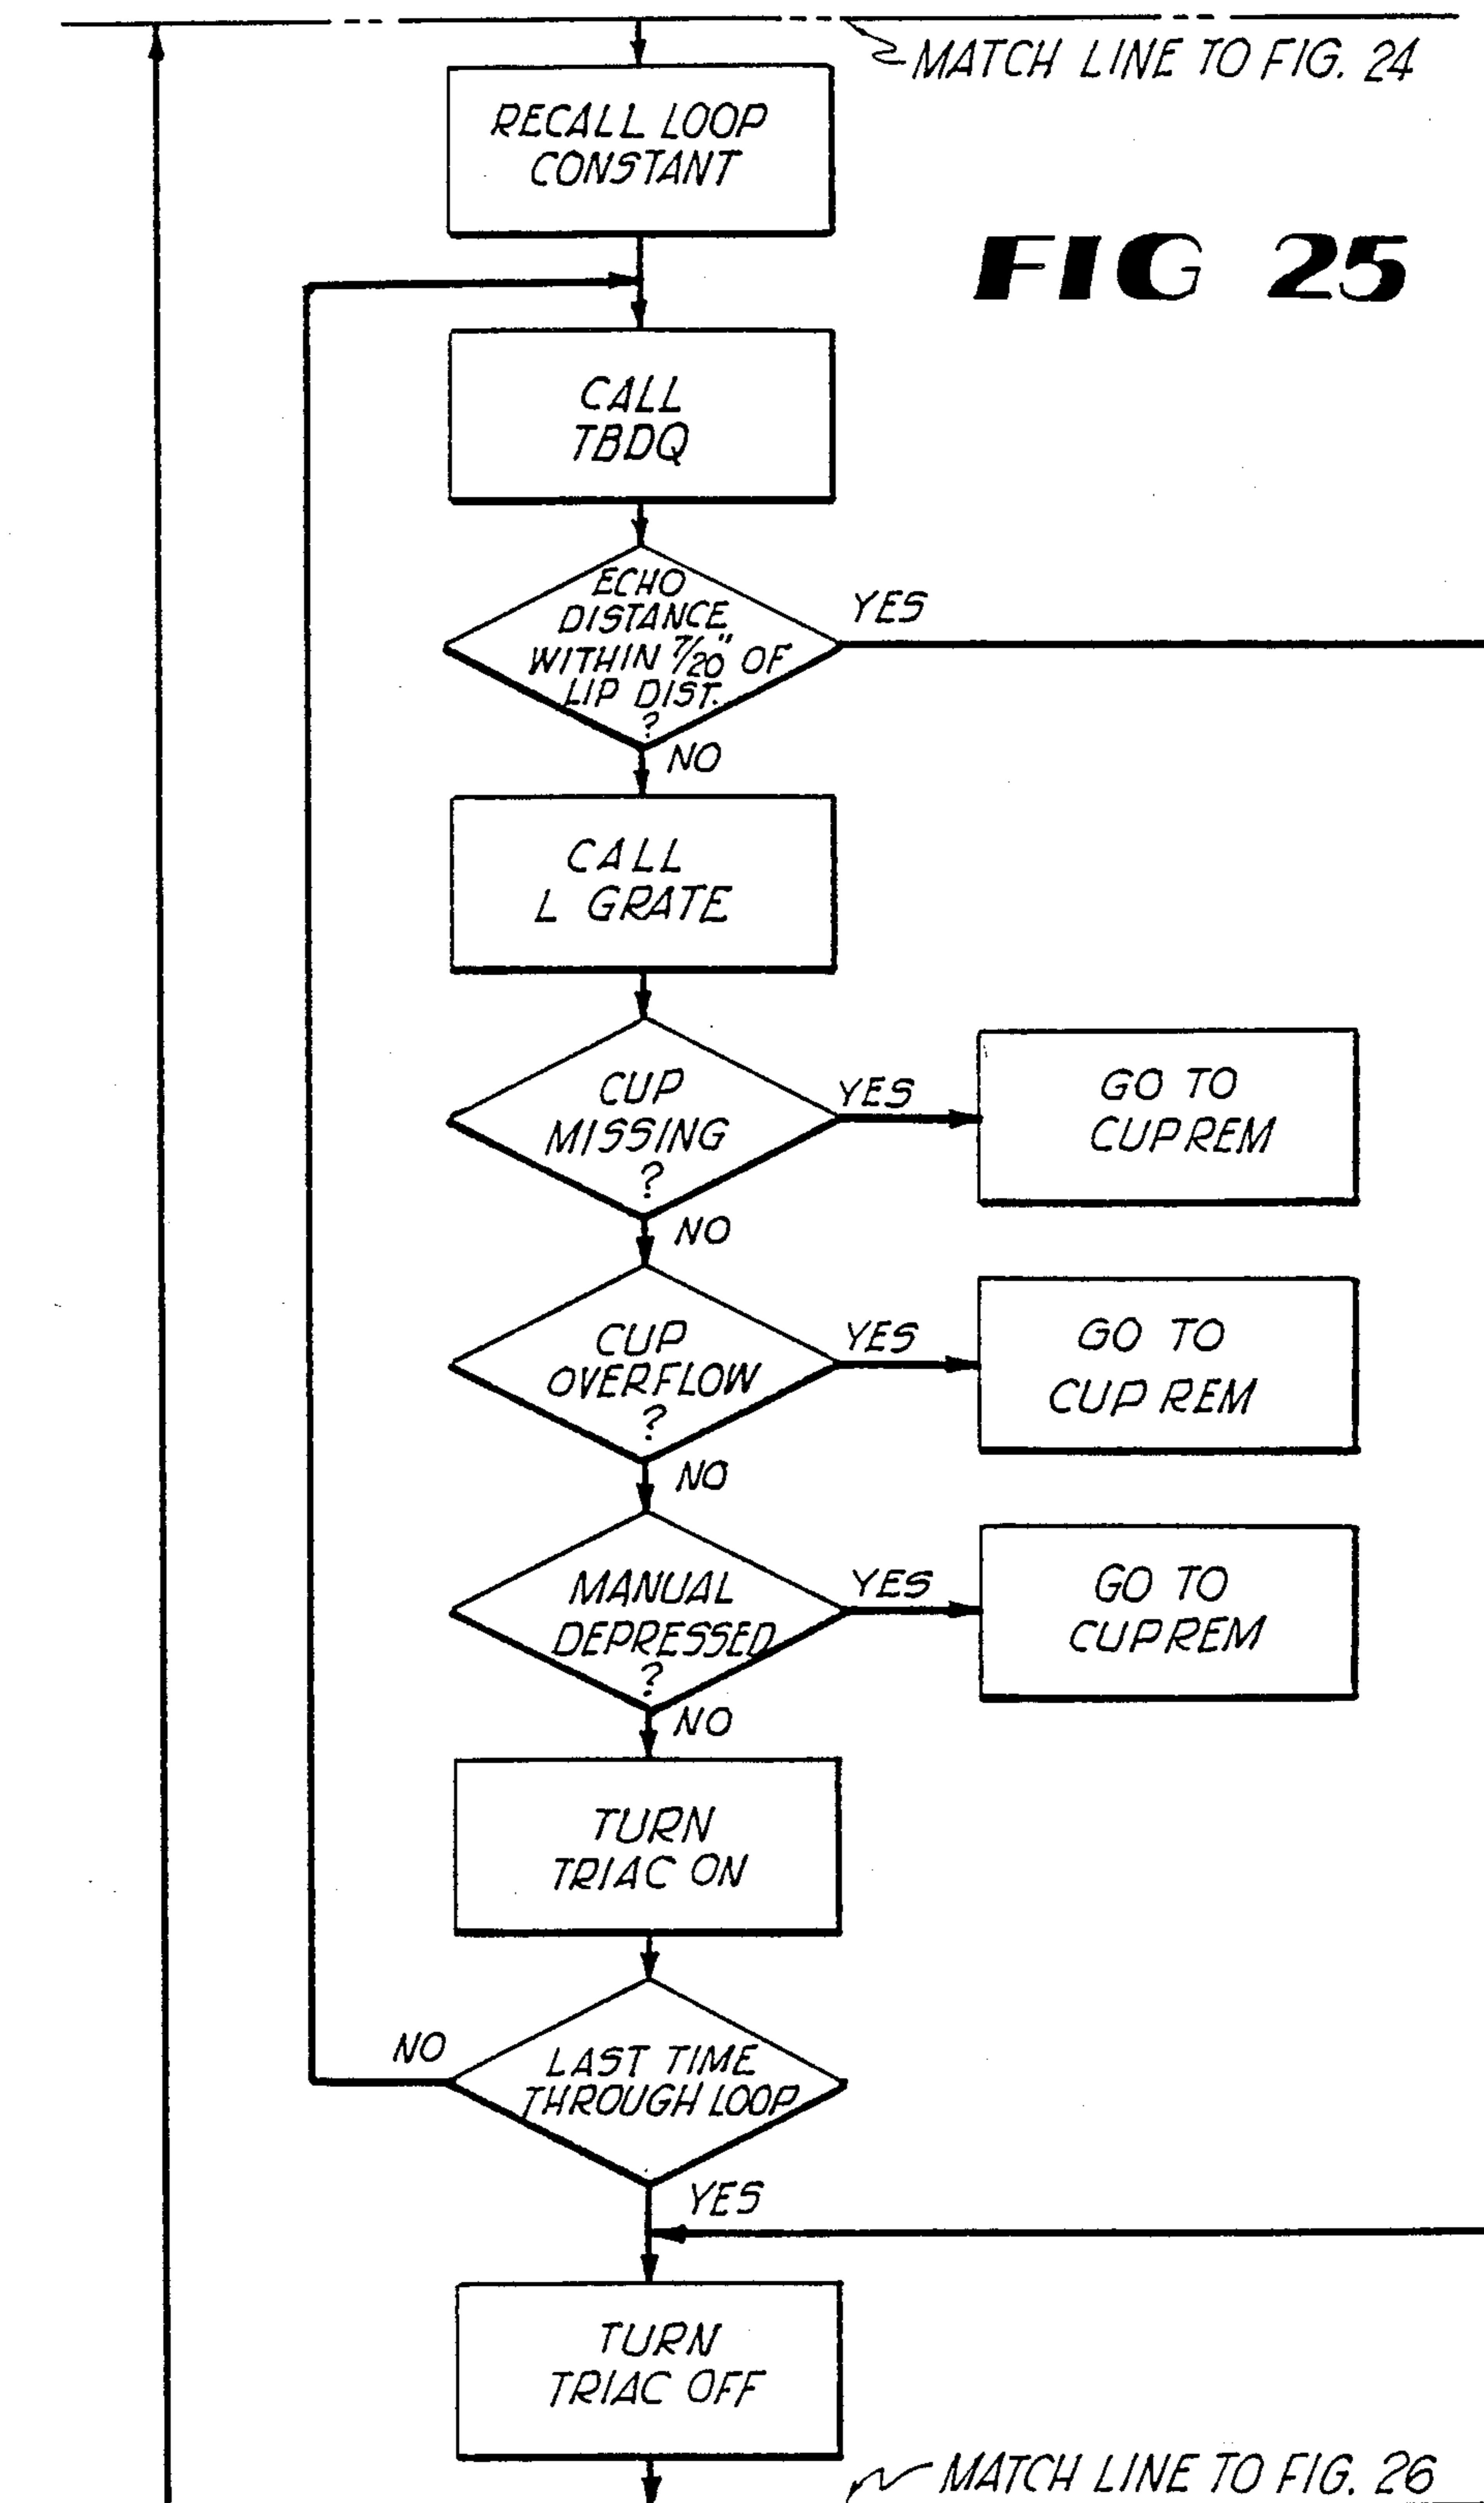 MATCH LINE TO FIG. 24
RECALL LOOP
CONSTANT
FIG 25
CALL
TBDQ
ECHO
DISTANCE
WITHIN 7/20" OF
LIP DIST.
?
YES
NO
CALL
L GRATE
CUP
MISSING
?
YES
GO TO
CUPREM
NO
CUP
OVERFLOW
?
YES
GO TO
CUP REM
NO
MANUAL
DEPRESSED
?
YES
GO TO
CUPREM
NO
TURN
TRIAC ON
NO
LAST TIME
THROUGH LOOP
YES
TURN
TRIAC OFF
MATCH LINE TO FIG. 26